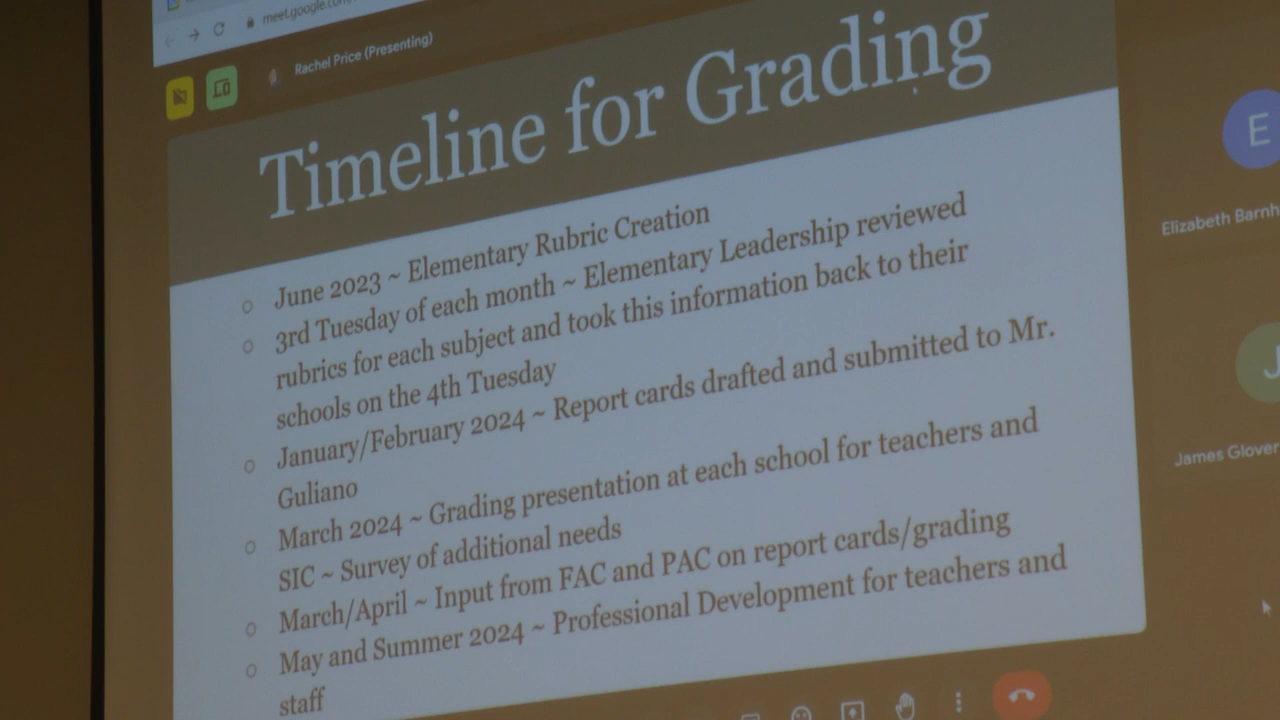 meet.google.com
Rachel Price (Presenting)
Timeline for Grading
○ June 2023 ~ Elementary Rubric Creation
○ 3rd Tuesday of each month ~ Elementary Leadership reviewed
rubrics for each subject and took this information back to their
schools on the 4th Tuesday
○ January/February 2024 ~ Report cards drafted and submitted to Mr.
Guliano
○ March 2024 ~ Grading presentation at each school for teachers and
SIC ~ Survey of additional needs
○ March/April ~ Input from FAC and PAC on report cards/grading
○ May and Summer 2024 ~ Professional Development for teachers and
staff
E
Elizabeth Barnh
J
James Glover